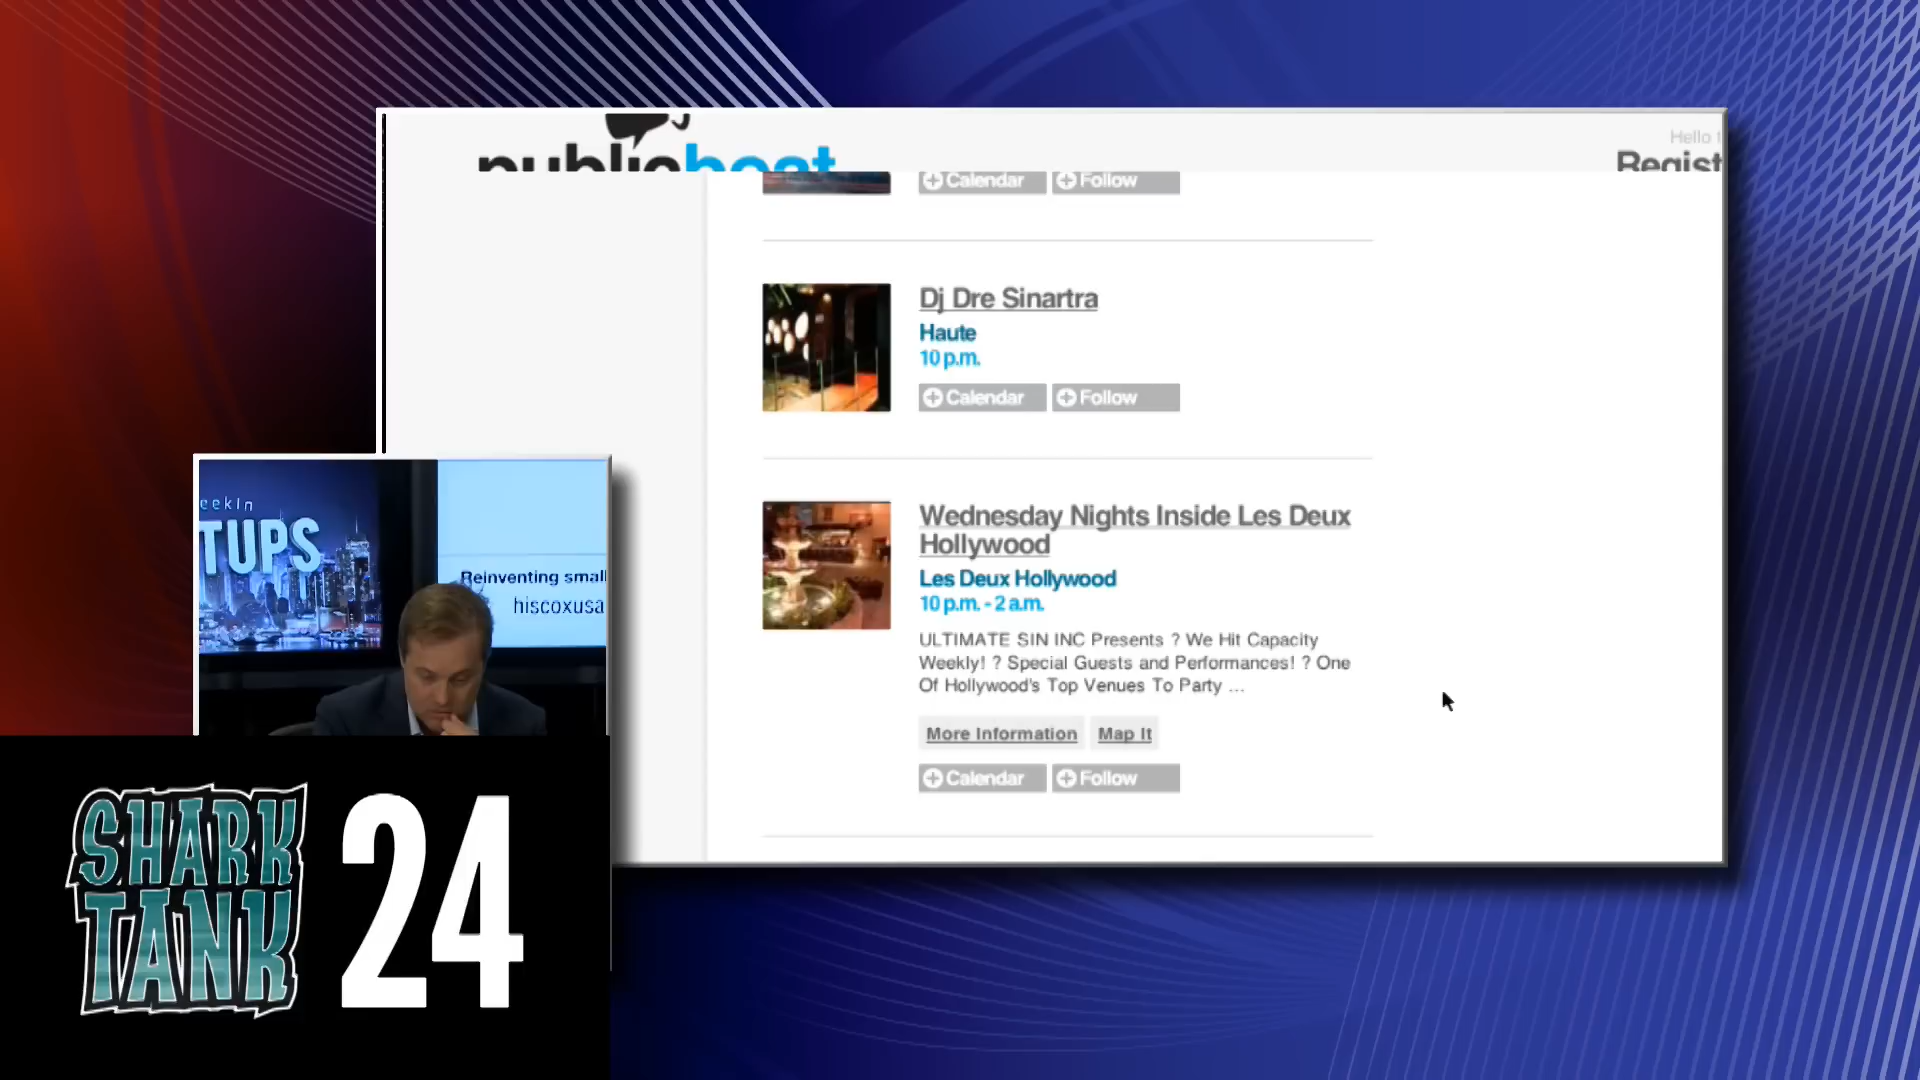 Hello
Regist
Calendar Follow
Dj Dre Sinartra
Haute
10 p.m.
Calendar Follow
Wednesday Nights Inside Les Deux
Hollywood
Les Deux Hollywood
10 p.m. - 2 a.m.
ULTIMATE SIN INC Presents ? We Hit Capacity
Weekly! ? Special Guests and Performances! ? One
Of Hollywood's Top Venues To Party ...
More Information Map It
Calendar Follow
eekIn
TUPS
Reinventing small
hiscoxusa
SHARK
TANK
24